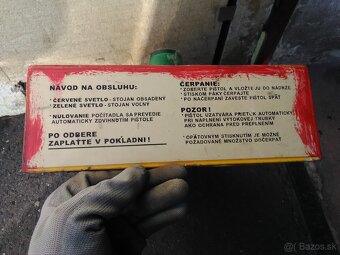 NÁVOD NA OBSLUHU:
• ČERVENÉ SVETLO - STOJAN OBSADENÝ
• ZELENÉ SVETLO - STOJAN VOĽNÝ
• NULOVANIE POČÍTADLA SA PREVEDIE
AUTOMATICKY ZDVIHNUTÍM PIŠTOLE
PO ODBERE
ZAPLAŤTE V POKLADNI !
ČERPANIE:
• ZOBERTE PIŠTOĽ A VLOŽTE JU DO NÁDRŽE
• STISKOM PÁKY ČERPAJTE
• PO NAČERPANÍ ZAVESTE PIŠTOĽ SPÄŤ
POZOR !
• PIŠTOĽ UZATVÁRA PRIETOK AUTOMATICKY
PRI NAPLNENÍ VÝTOKOVEJ TRUBKY
AKO OCHRANA PRED PREPLNENÍM
• OPÄTOVNÝM STISKNUTÍM JE MOŽNÉ
POŽADOVANÉ MNOŽSTVO DOČERPAŤ
bazos.sk